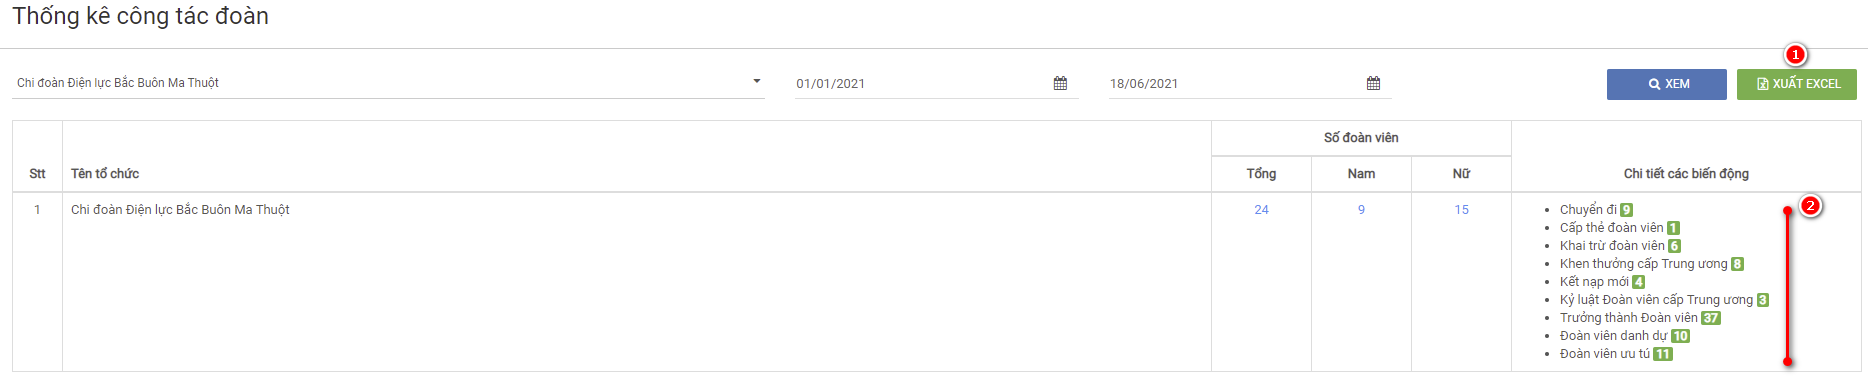 Thống kê công tác đoàn
1
Chi đoàn Điện lực Bắc Buôn Ma Thuột 01/01/2021 18/06/2021 XEM XUẤT EXCEL
Số đoàn viên
Stt Tên tổ chức Tổng Nam Nữ Chi tiết các biến động
1 Chi đoàn Điện lực Bắc Buôn Ma Thuột 24 9 15
2
Chuyển đi 9
Cấp thẻ đoàn viên 1
Khai trừ đoàn viên 6
Khen thưởng cấp Trung ương 8
Kết nạp mới 4
Kỷ luật Đoàn viên cấp Trung ương 3
Trưởng thành Đoàn viên 37
Đoàn viên danh dự 10
Đoàn viên ưu tú 11